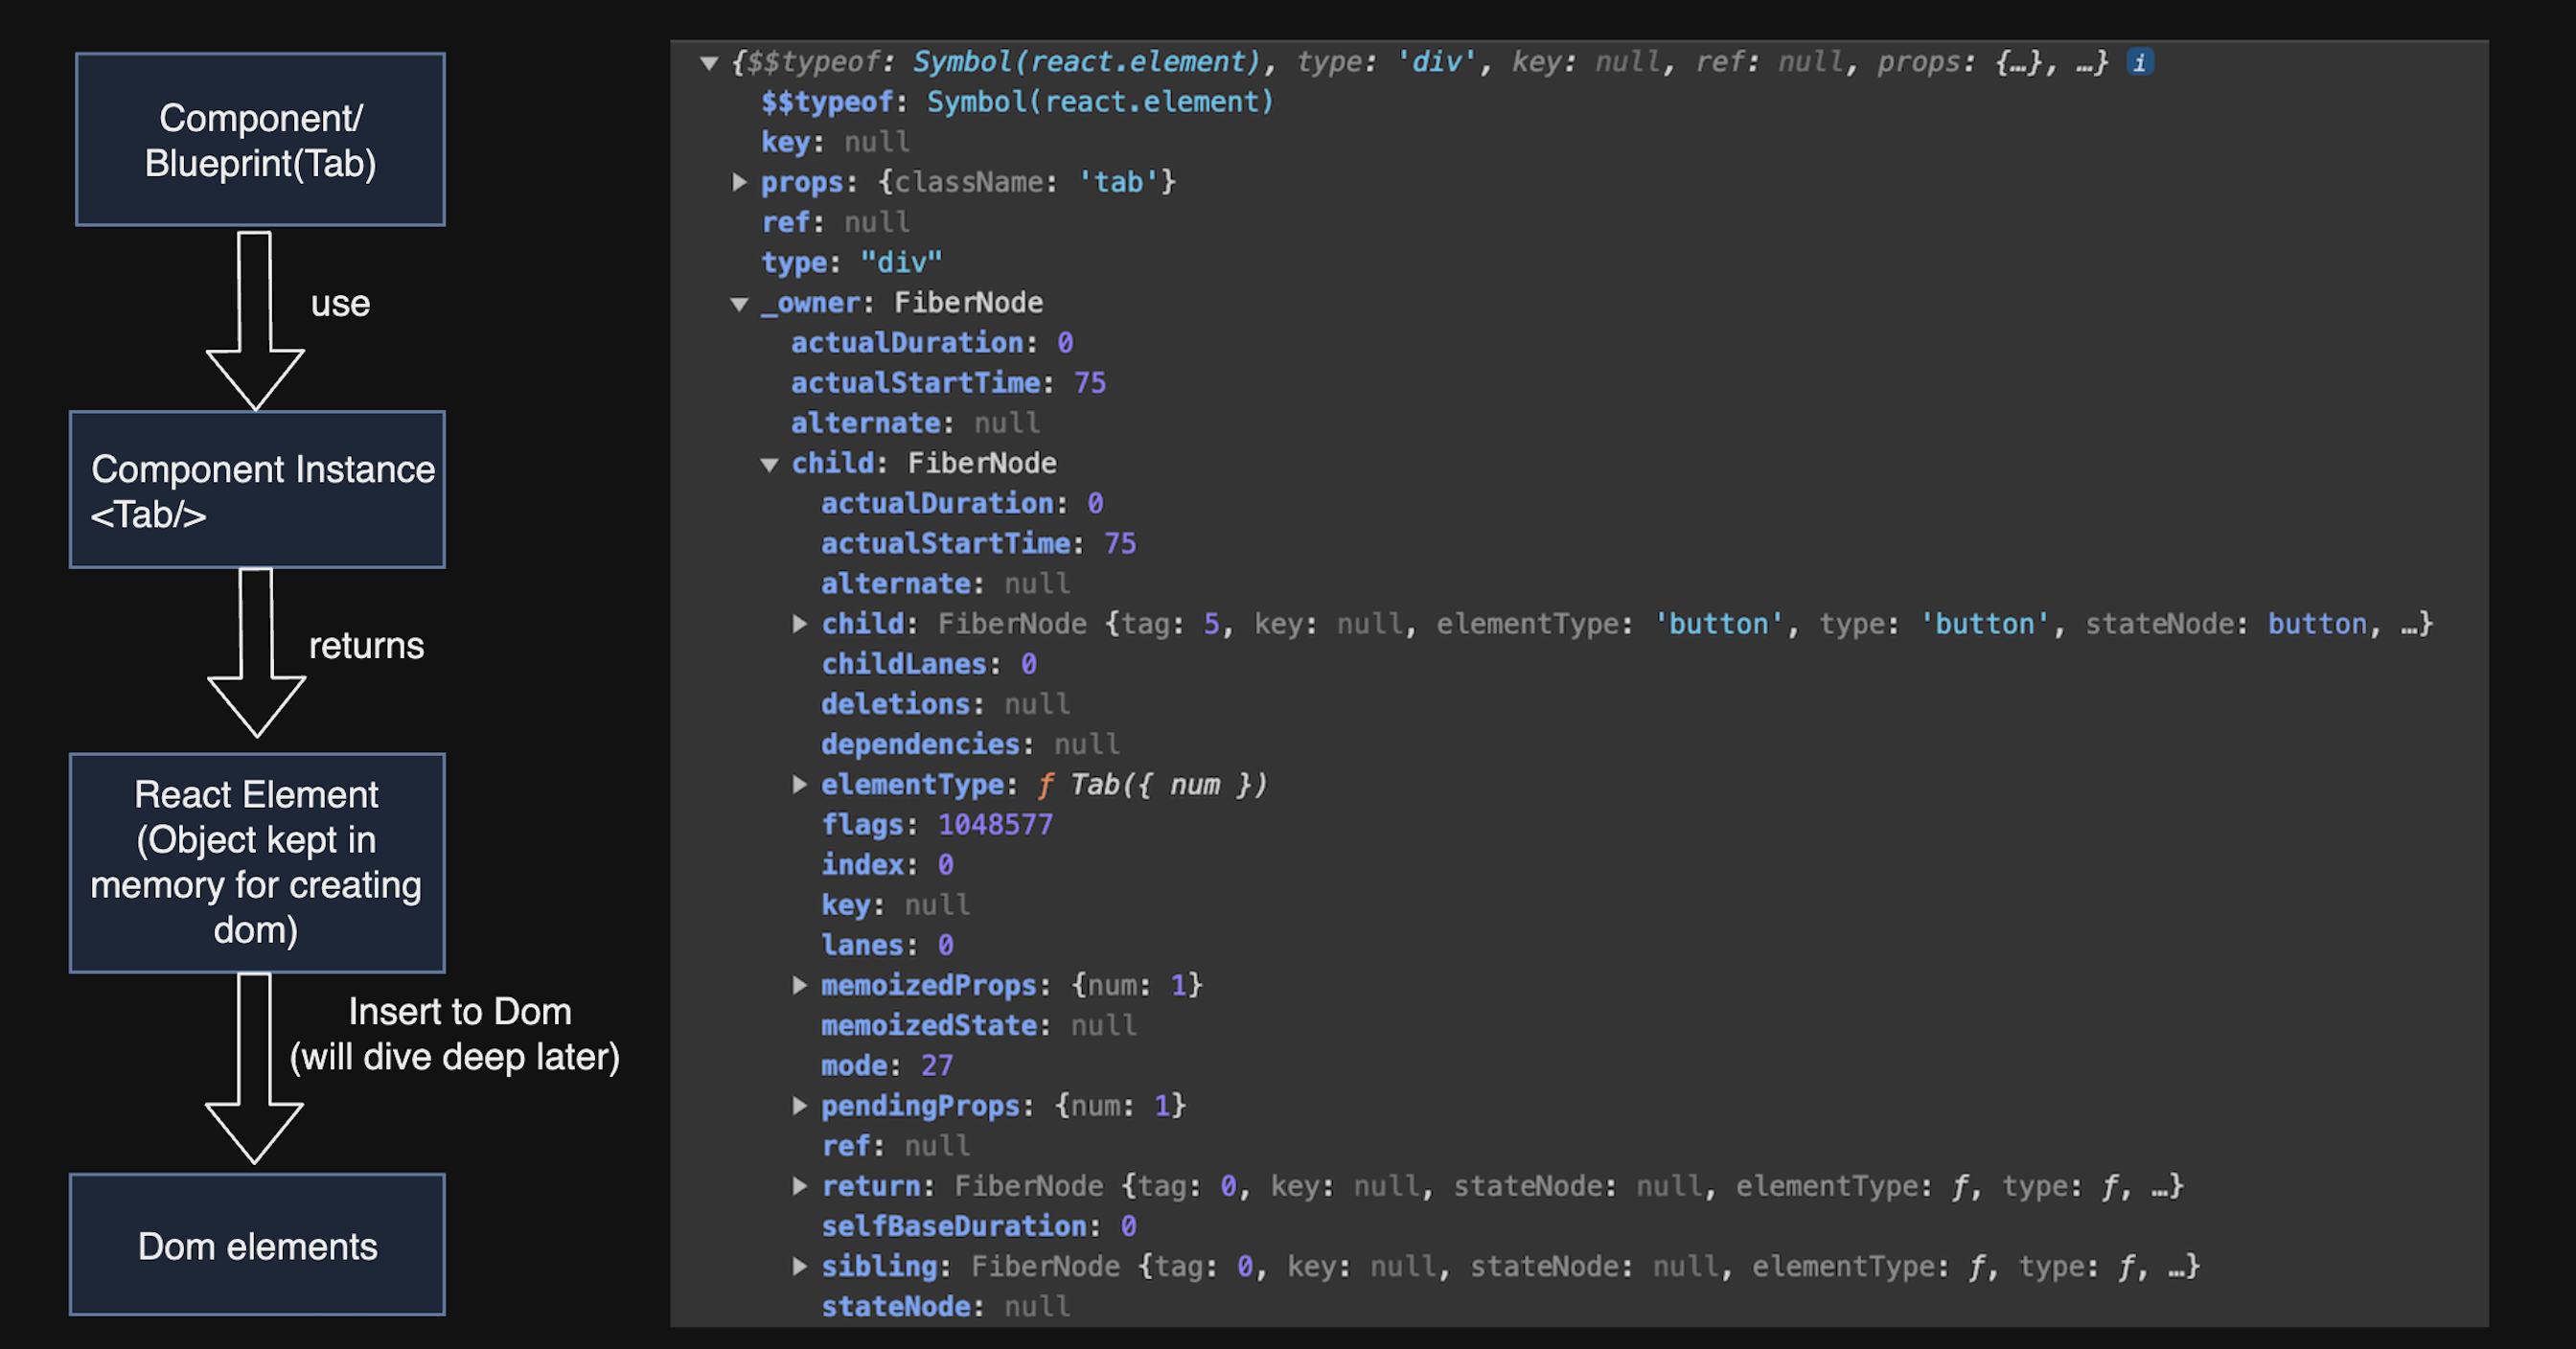 Component/
Blueprint(Tab)
use
Component Instance
<Tab/>
returns
React Element
(Object kept in
memory for creating
dom)
Insert to Dom
(will dive deep later)
Dom elements
▼ {$$typeof: Symbol(react.element), type: 'div', key: null, ref: null, props: {…}, …} i
$$typeof: Symbol(react.element)
key: null
▶ props: {className: 'tab'}
ref: null
type: "div"
▼ _owner: FiberNode
actualDuration: 0
actualStartTime: 75
alternate: null
▼ child: FiberNode
actualDuration: 0
actualStartTime: 75
alternate: null
▶ child: FiberNode {tag: 5, key: null, elementType: 'button', type: 'button', stateNode: button, …}
childLanes: 0
deletions: null
dependencies: null
▶ elementType: ƒ Tab({ num })
flags: 1048577
index: 0
key: null
lanes: 0
▶ memoizedProps: {num: 1}
memoizedState: null
mode: 27
▶ pendingProps: {num: 1}
ref: null
▶ return: FiberNode {tag: 0, key: null, stateNode: null, elementType: ƒ, type: ƒ, …}
selfBaseDuration: 0
▶ sibling: FiberNode {tag: 0, key: null, stateNode: null, elementType: ƒ, type: ƒ, …}
stateNode: null